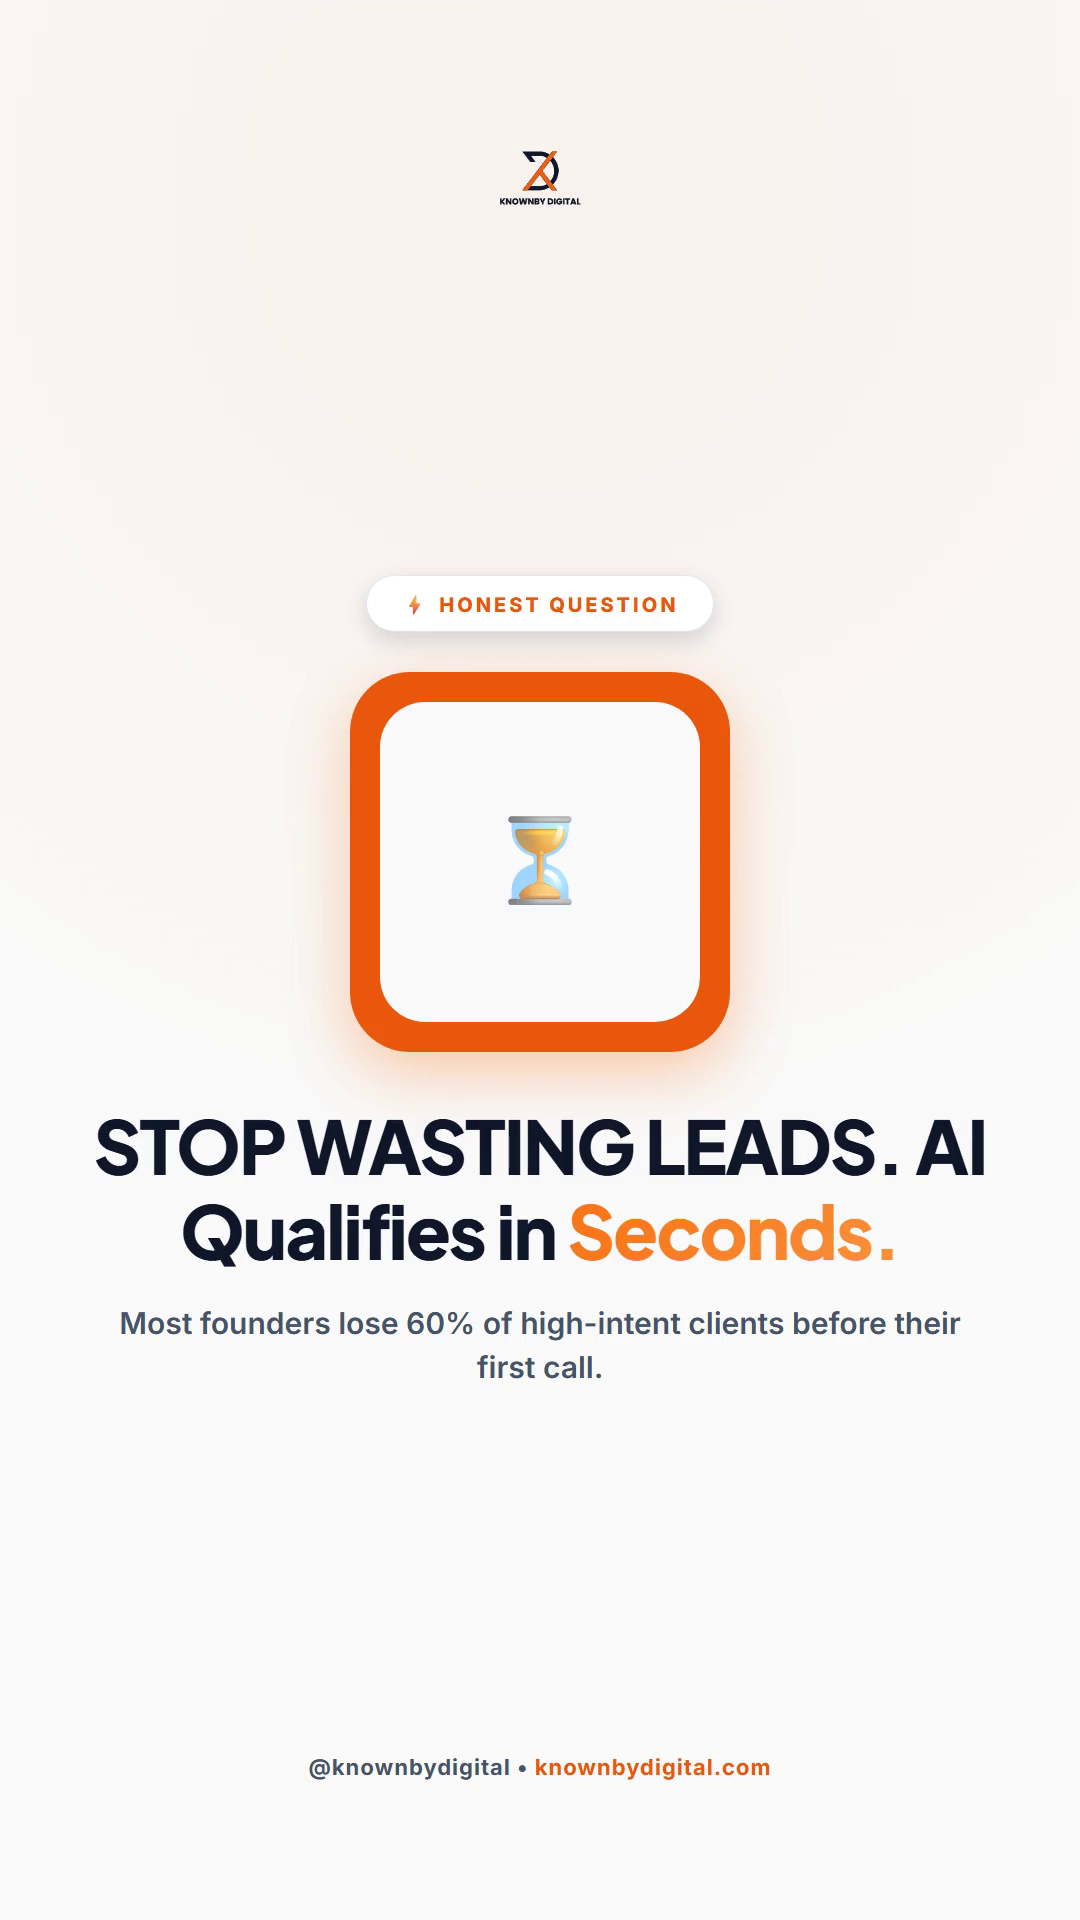 KNOWNBY DIGITAL
HONEST QUESTION
STOP WASTING LEADS. AI
Qualifies in Seconds.
Most founders lose 60% of high-intent clients before their
first call.
@knownbydigital • knownbydigital.com